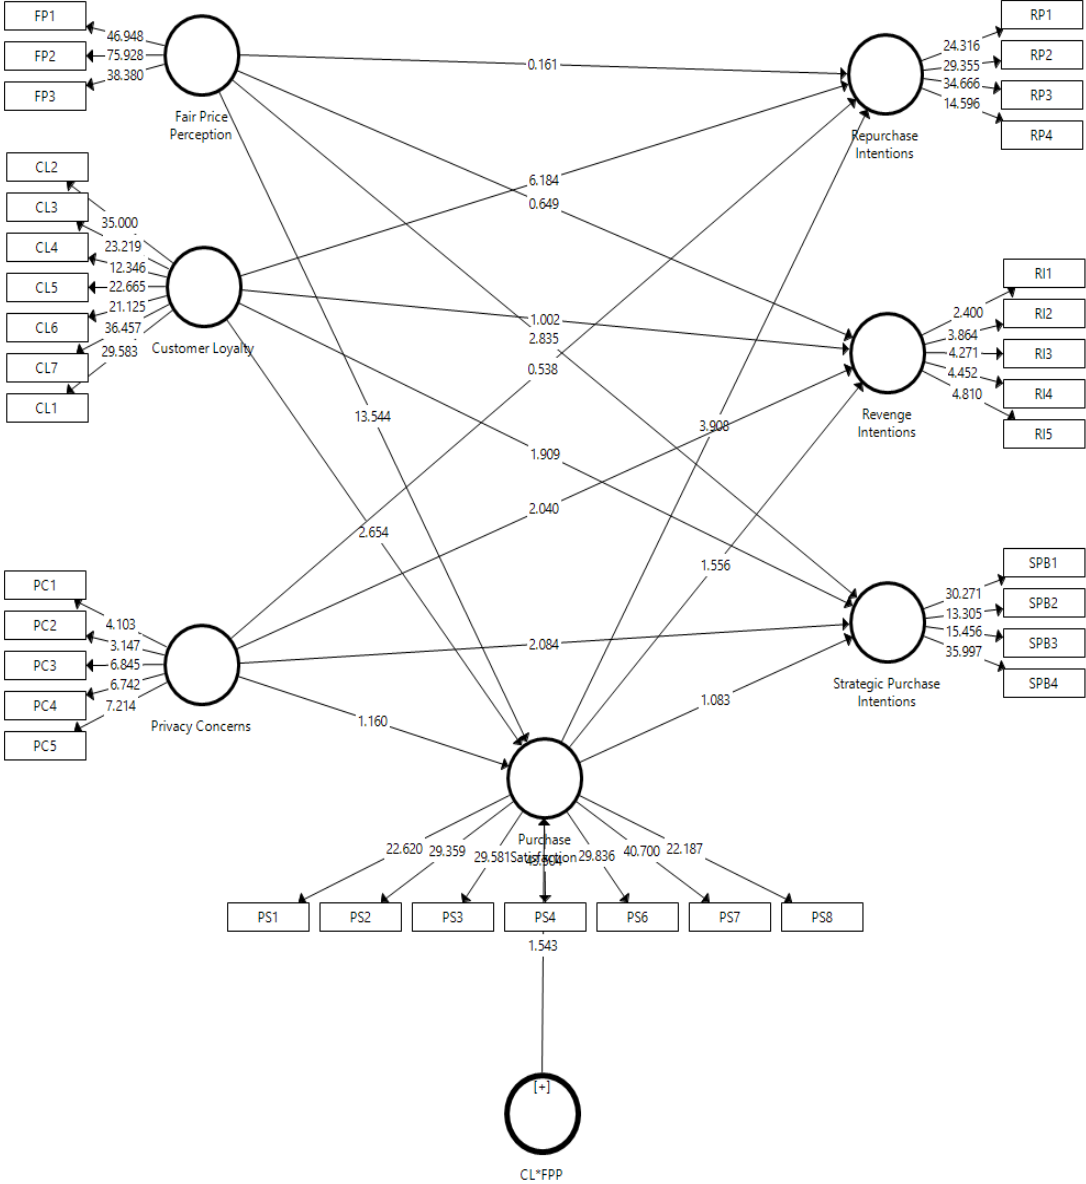 FP1
46.948
FP2
75.928
FP3
38.380
Fair Price
Perception
RP1
24.316
RP2
29.355
RP3
34.666
RP4
14.596
Repurchase
Intentions
0.161
6.184
0.649
CL2
CL3
CL4
CL5
CL6
CL7
CL1
35.000
23.219
12.346
22.665
21.125
36.457
29.583
Customer Loyalty
1.002
2.835
0.538
RI1
RI2
RI3
RI4
RI5
2.400
3.864
4.271
4.452
4.810
Revenge
Intentions
13.544
3.908
1.909
2.040
2.654
1.556
PC1
PC2
PC3
PC4
PC5
4.103
3.147
6.845
6.742
7.214
Privacy Concerns
SPB1
SPB2
SPB3
SPB4
30.271
13.305
15.456
35.997
Strategic Purchase
Intentions
2.084
1.083
1.160
Purchase
Satisfaction
22.620
29.359
29.581
29.836
40.700
22.187
PS1
PS2
PS3
PS4
PS6
PS7
PS8
1.543
[+]
CL*FPP